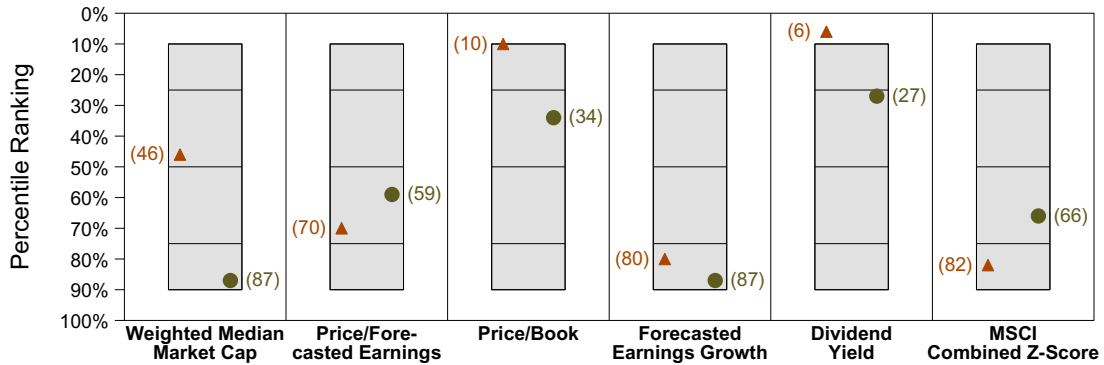 0%
10%
20%
30%
40%
50%
60%
70%
80%
90%
100%
Percentile Ranking
(46)
(87)
(70)
(59)
(10)
(34)
(80)
(87)
(6)
(27)
(82)
(66)
Weighted Median
Market Cap
Price/Fore-
casted Earnings
Price/Book
Forecasted
Earnings Growth
Dividend
Yield
MSCI
Combined Z-Score